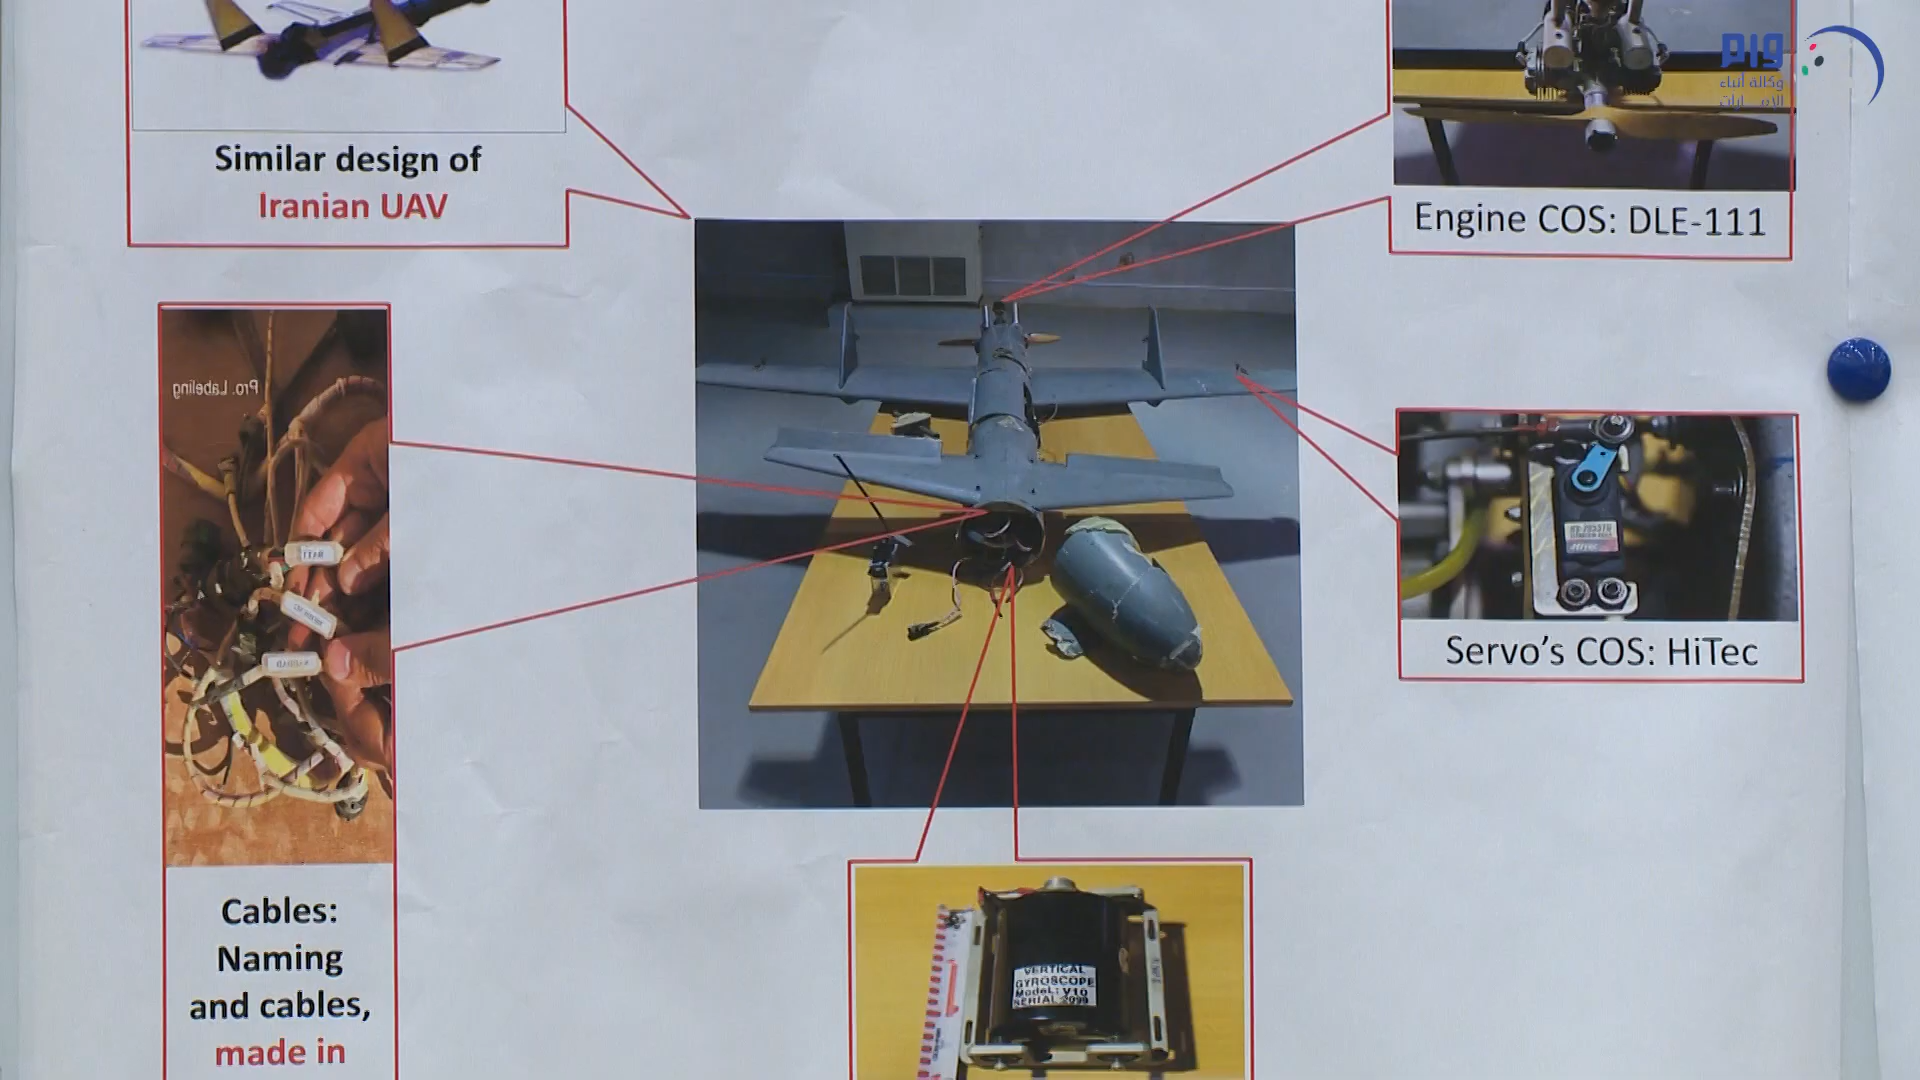 وام
وكالة أنباء
الإمارات
Similar design of
Iranian UAV
Engine COS: DLE-111
Pro. Labeling
Servo's COS: HiTec
Cables:
Naming
and cables,
made in
VERTICAL
GYROSCOPE
Model: V10
SERIAL 2099